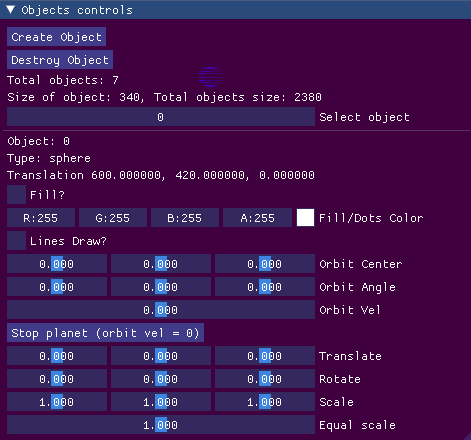 Objects controls
Create Object
Destroy Object
Total objects: 7
Size of object: 340, Total objects size: 2380
0 Select object
Object: 0
Type: sphere
Translation 600.000000, 420.000000, 0.000000
Fill?
R:255 G:255 B:255 A:255 Fill/Dots Color
Lines Draw?
0.000 0.000 0.000 Orbit Center
0.000 0.000 0.000 Orbit Angle
0.000 Orbit Vel
Stop planet (orbit vel = 0)
0.000 0.000 0.000 Translate
0.000 0.000 0.000 Rotate
1.000 1.000 1.000 Scale
1.000 Equal scale